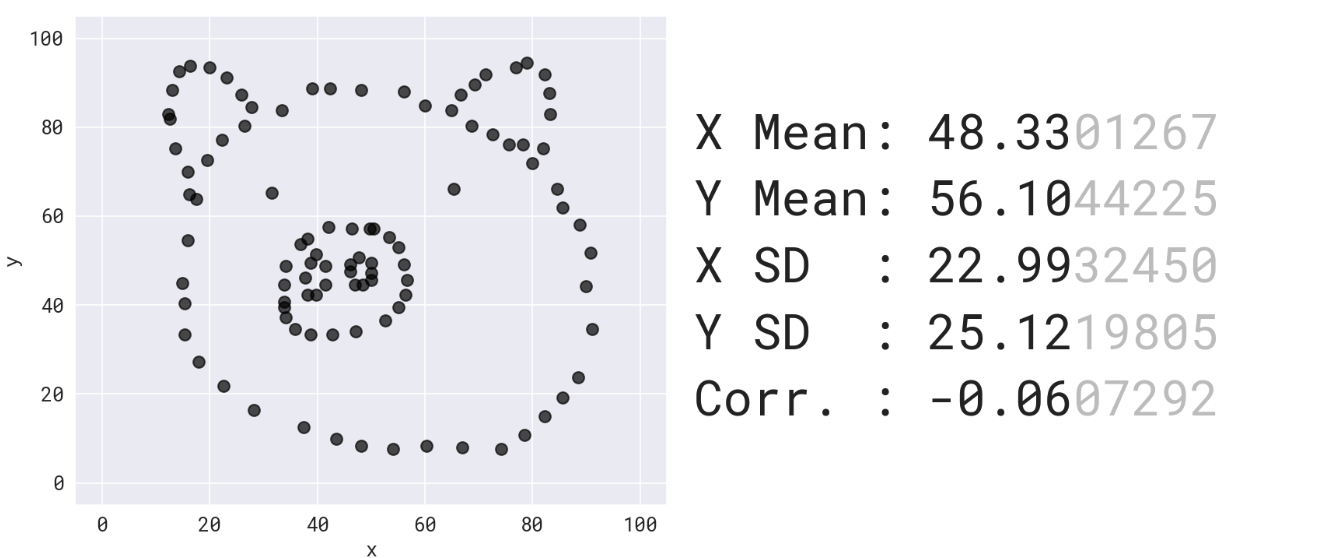 100
80
60
40
20
0
y
0 20 40 60 80 100
x
X Mean: 48.3301267
Y Mean: 56.1044225
X SD : 22.9932450
Y SD : 25.1219805
Corr. : -0.0607292